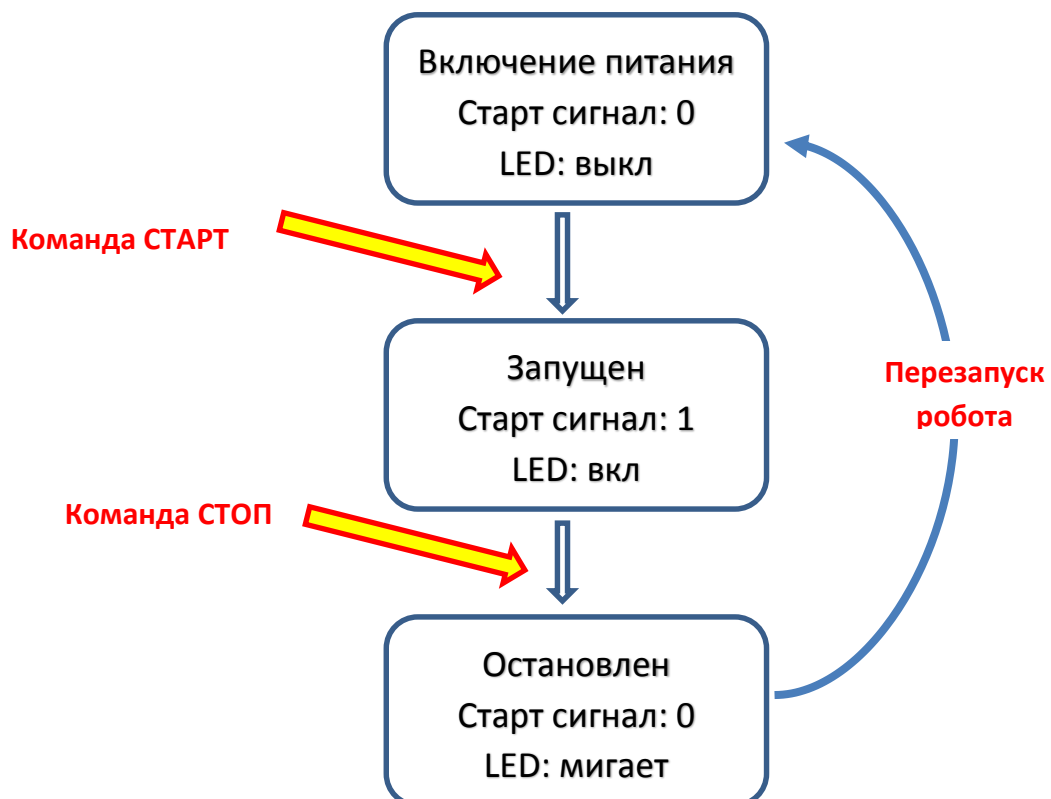 Включение питания
Старт сигнал: 0
LED: выкл
Команда СТАРТ
Запущен
Старт сигнал: 1
LED: вкл
Перезапуск
робота
Команда СТОП
Остановлен
Старт сигнал: 0
LED: мигает